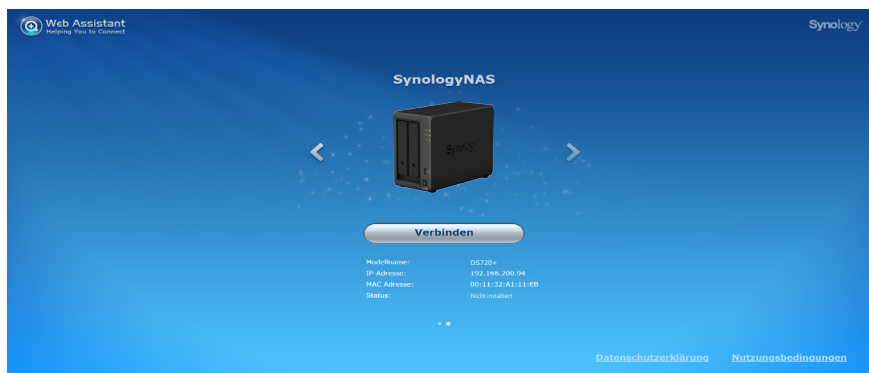 Web Assistant
Helping You to Connect
Synology
SynologyNAS
Synology
Verbinden
Modellname: DS720+
IP-Adresse: 192.168.200.94
MAC Adresse: 00:11:32:A1:11:EB
Status: Nicht installiert
Datenschutzerklärung Nutzungsbedingungen